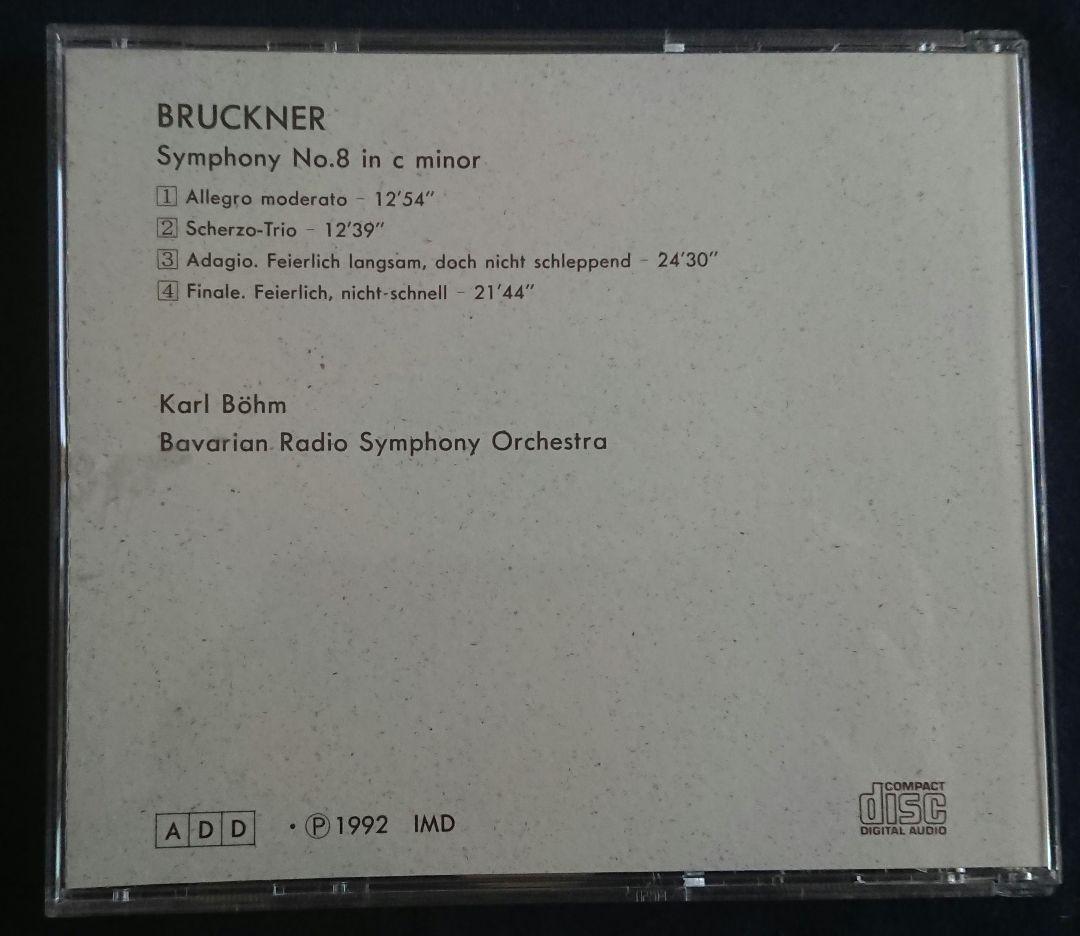 BRUCKNER
Symphony No.8 in c minor
1 Allegro moderato – 12′54″
2 Scherzo-Trio – 12′39″
3 Adagio. Feierlich langsam, doch nicht schleppend – 24′30″
4 Finale. Feierlich, nicht-schnell – 21′44″
Karl Böhm
Bavarian Radio Symphony Orchestra
A D D · Ⓟ1992 IMD
COMPACT
disc
DIGITAL AUDIO